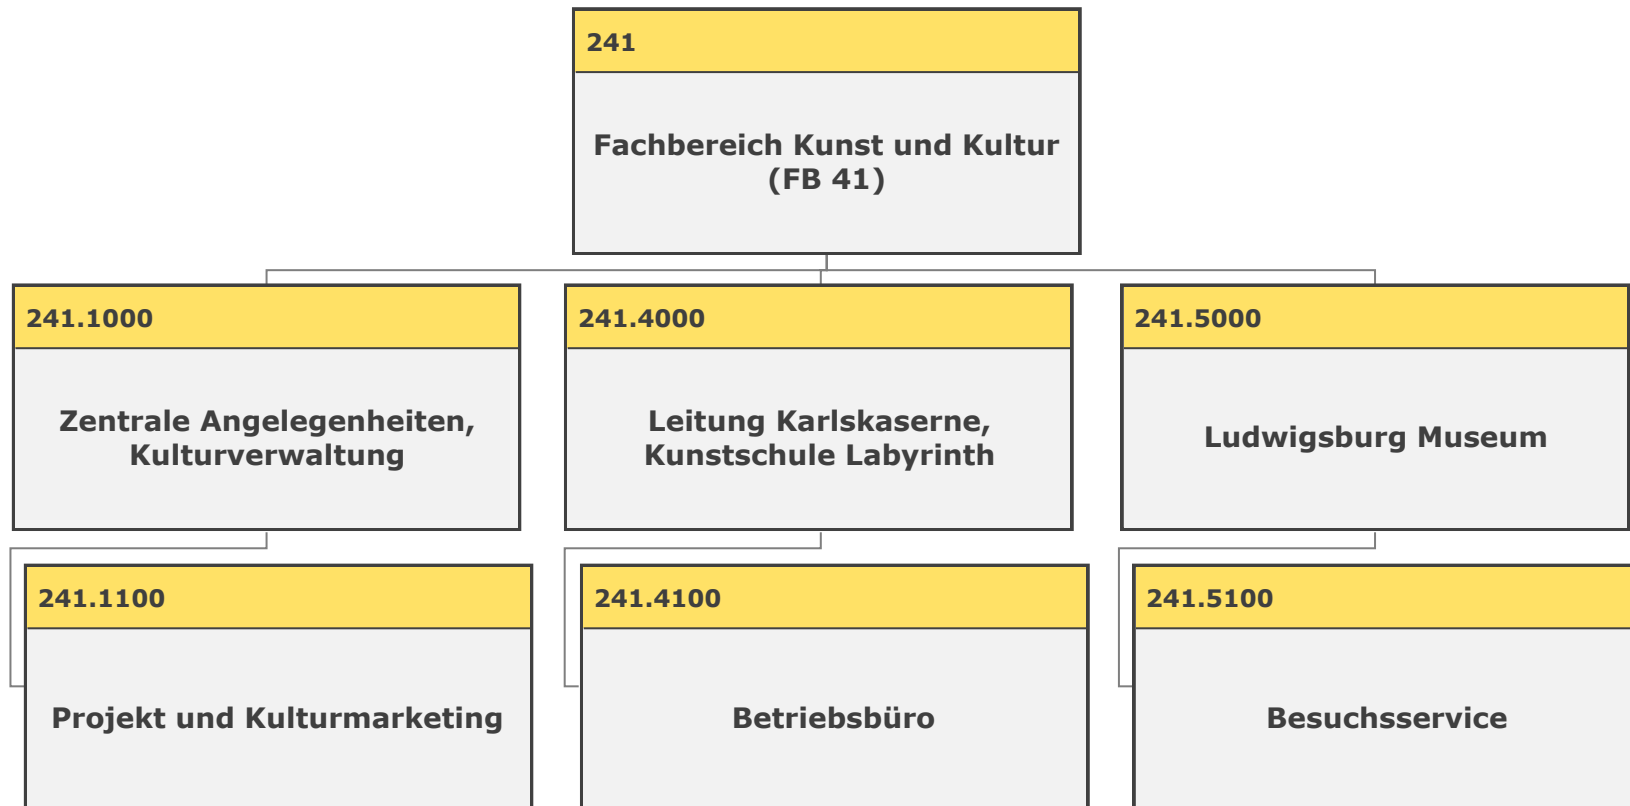 241
Fachbereich Kunst und Kultur
(FB 41)
241.1000
Zentrale Angelegenheiten,
Kulturverwaltung
241.4000
Leitung Karlskaserne,
Kunstschule Labyrinth
241.5000
Ludwigsburg Museum
241.1100
Projekt und Kulturmarketing
241.4100
Betriebsbüro
241.5100
Besuchsservice